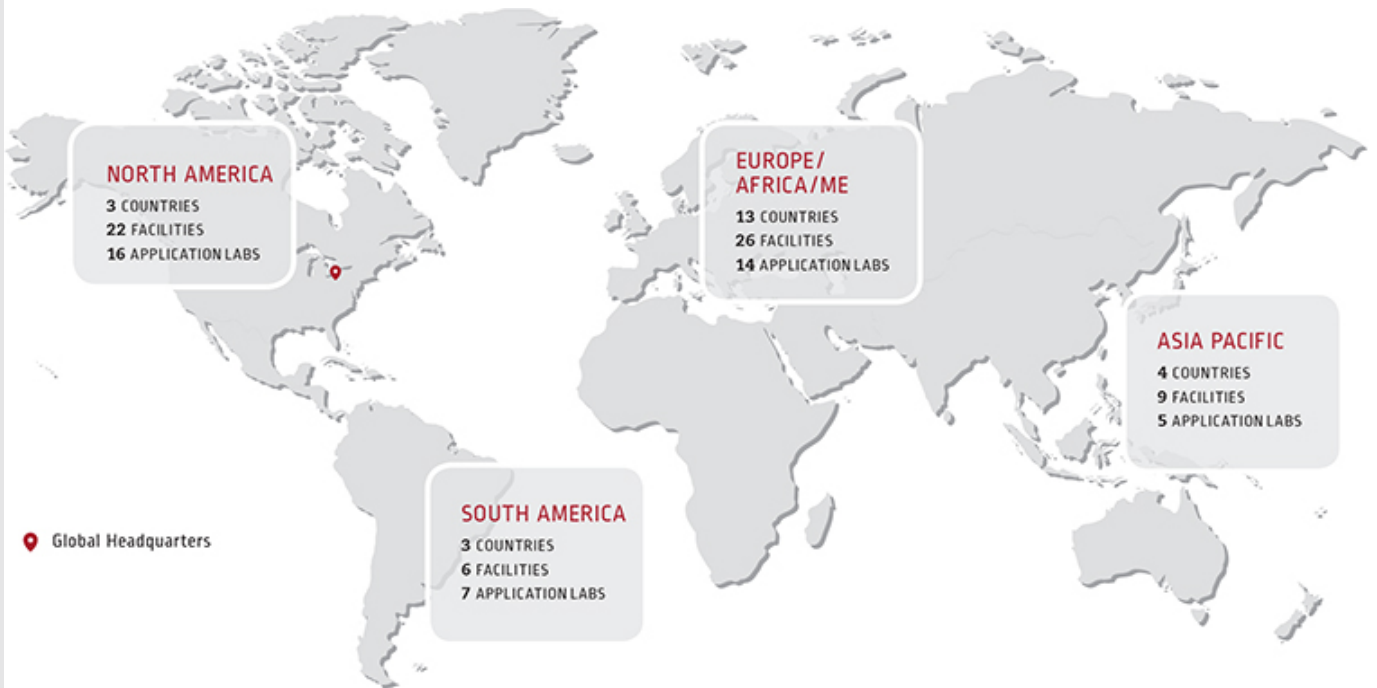 NORTH AMERICA
3 COUNTRIES
22 FACILITIES
16 APPLICATION LABS
EUROPE/
AFRICA/ME
13 COUNTRIES
26 FACILITIES
14 APPLICATION LABS
ASIA PACIFIC
4 COUNTRIES
9 FACILITIES
5 APPLICATION LABS
SOUTH AMERICA
3 COUNTRIES
6 FACILITIES
7 APPLICATION LABS
Global Headquarters